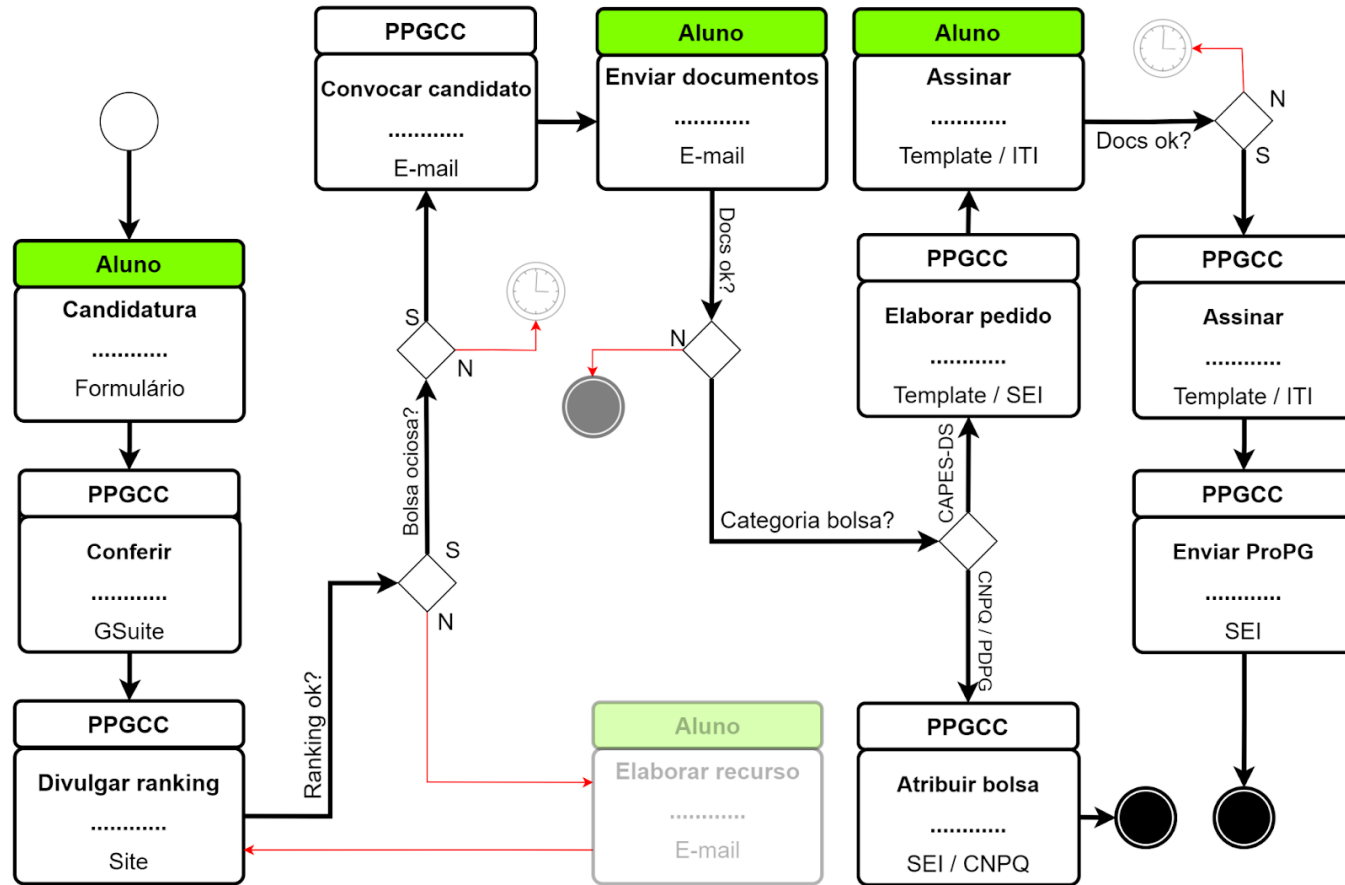 Aluno
Candidatura
............
Formulário
PPGCC
Conferir
............
GSuite
PPGCC
Divulgar ranking
............
Site
Ranking ok?
S
N
Bolsa ociosa?
S
N
PPGCC
Convocar candidato
............
E-mail
Aluno
Elaborar recurso
............
E-mail
Aluno
Enviar documentos
............
E-mail
Docs ok?
N
Categoria bolsa?
CAPES-DS
CNPQ / PDPG
PPGCC
Elaborar pedido
............
Template / SEI
PPGCC
Atribuir bolsa
............
SEI / CNPQ
Aluno
Assinar
............
Template / ITI
Docs ok?
N
S
PPGCC
Assinar
............
Template / ITI
PPGCC
Enviar ProPG
............
SEI